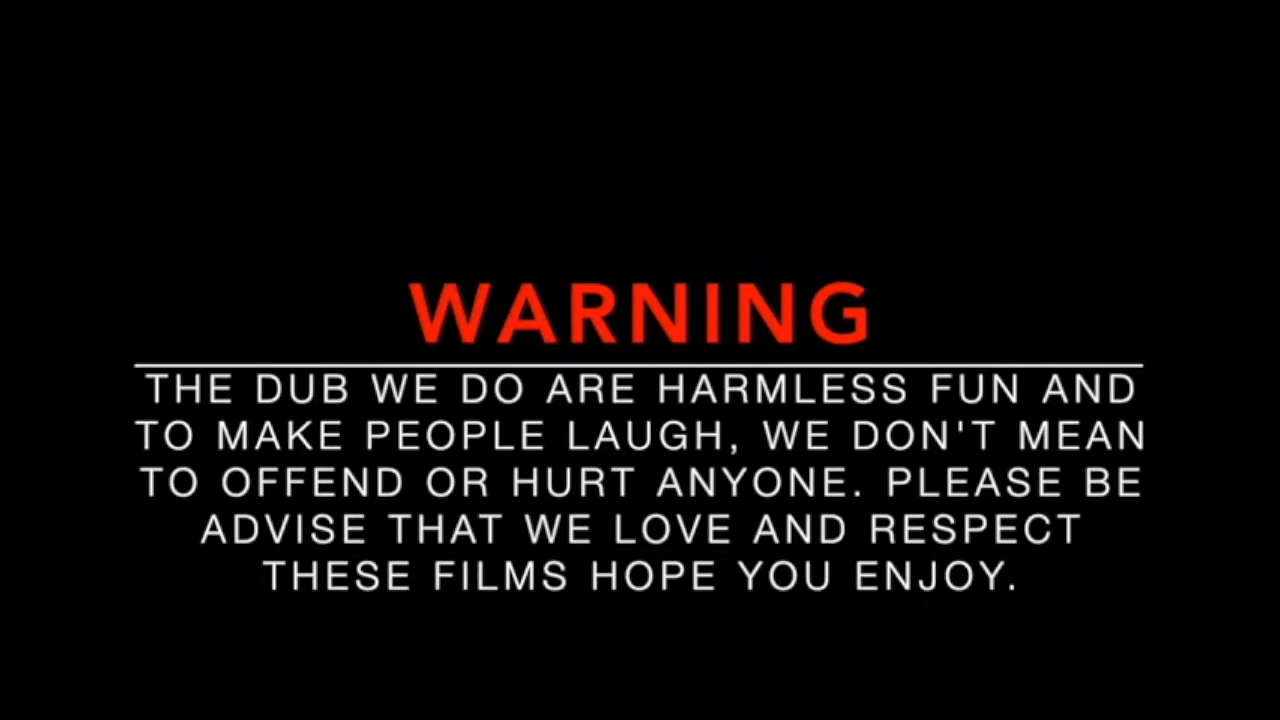 WARNING
THE DUB WE DO ARE HARMLESS FUN AND
TO MAKE PEOPLE LAUGH, WE DON'T MEAN
TO OFFEND OR HURT ANYONE. PLEASE BE
ADVISE THAT WE LOVE AND RESPECT
THESE FILMS HOPE YOU ENJOY.